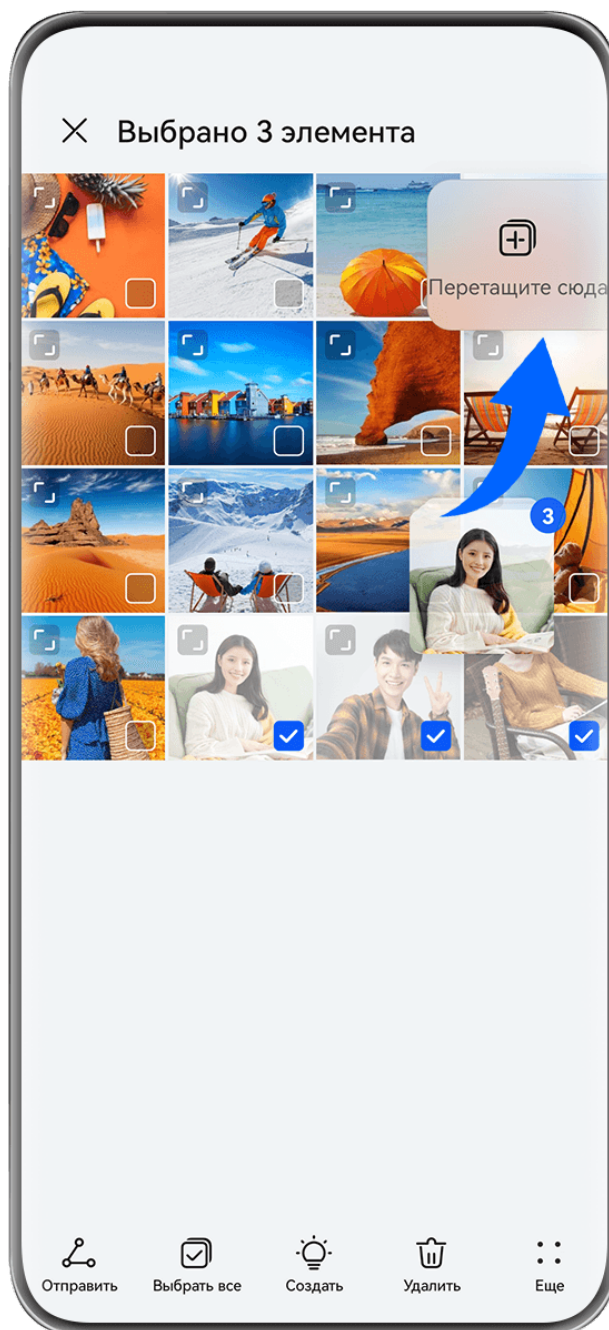 Выбрано 3 элемента
Перетащите сюда
3
Отправить
Выбрать все
Создать
Удалить
Еще